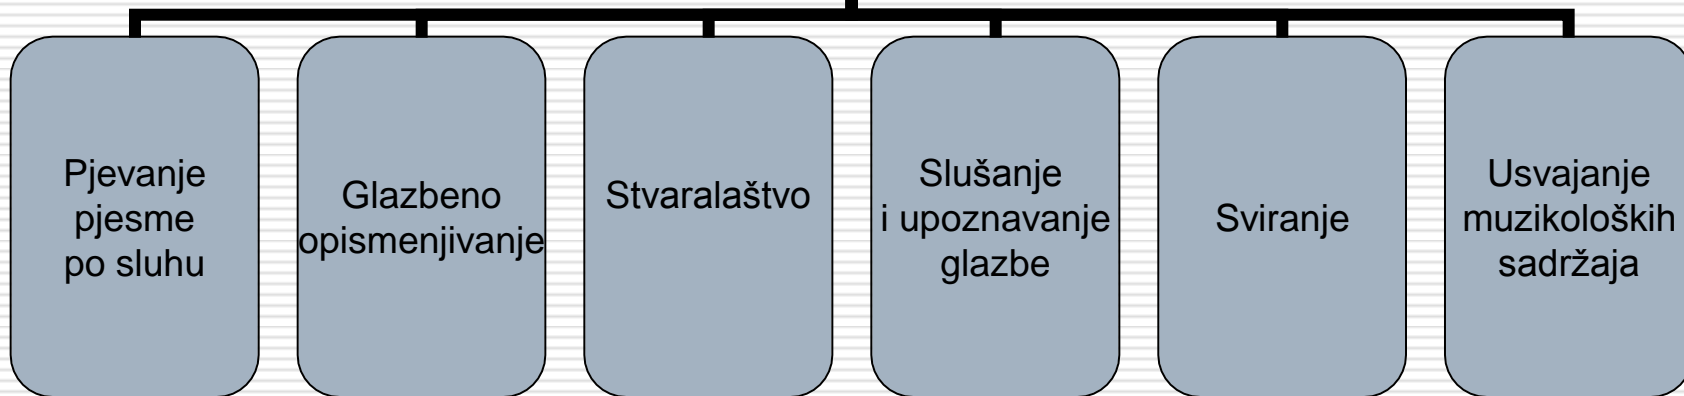 Pjevanje
pjesme
po sluhu
Glazbeno
opismenjivanje
Stvaralaštvo
Slušanje
i upoznavanje
glazbe
Sviranje
Usvajanje
muzikoloških
sadržaja